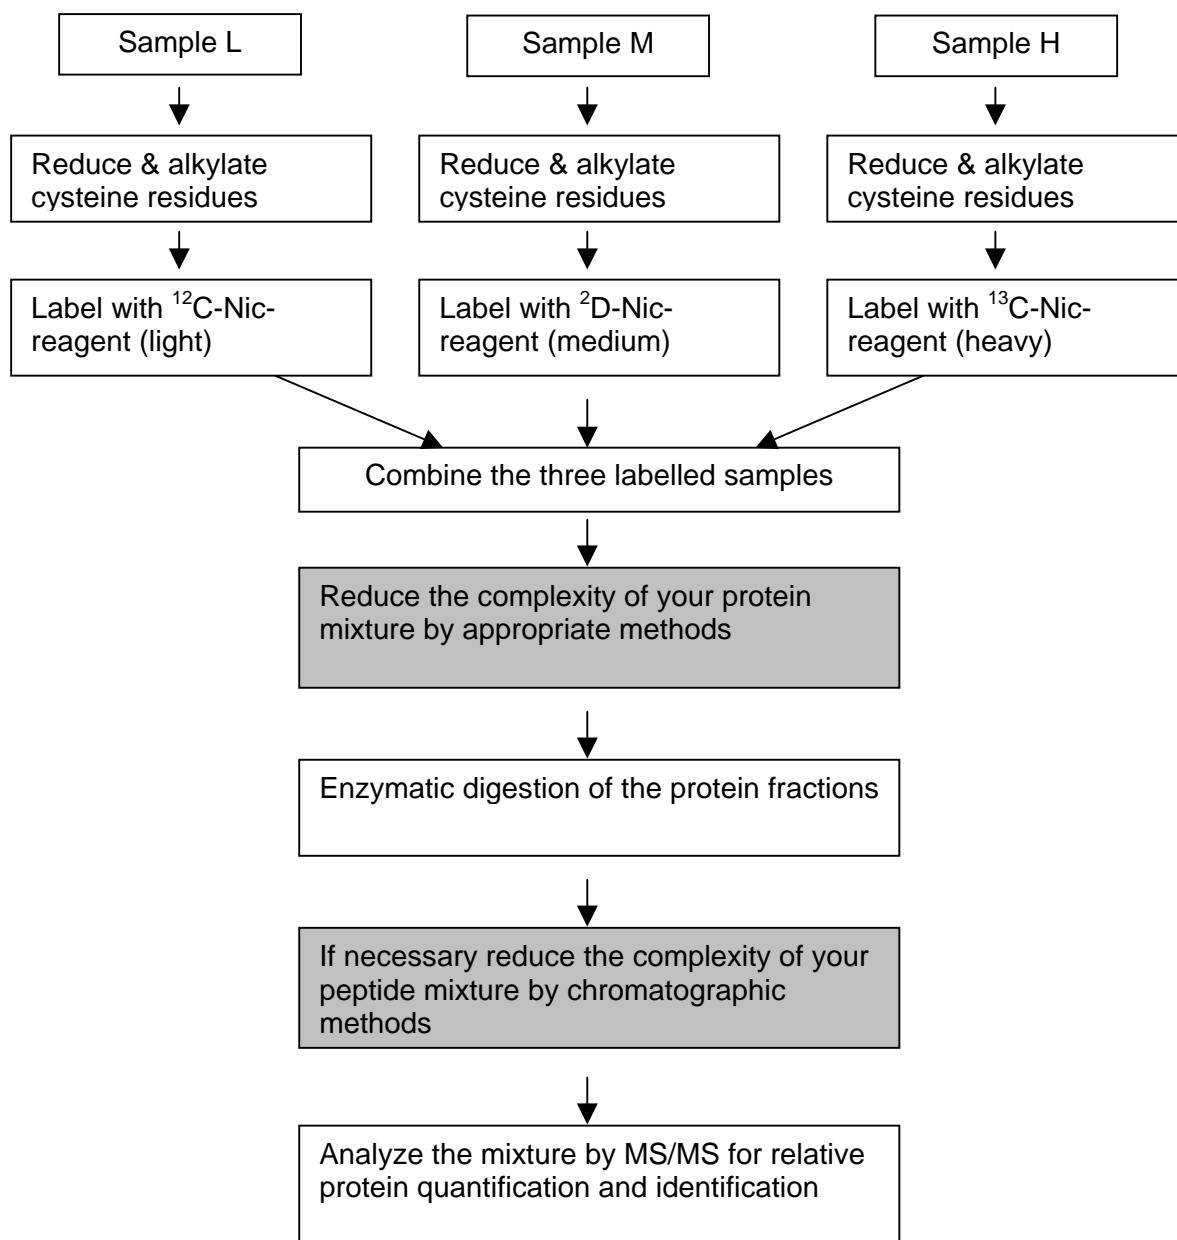 Sample L
Sample M
Sample H
Reduce & alkylate
cysteine residues
Reduce & alkylate
cysteine residues
Reduce & alkylate
cysteine residues
Label with ¹²C-Nic-
reagent (light)
Label with ²D-Nic-
reagent (medium)
Label with ¹³C-Nic-
reagent (heavy)
Combine the three labelled samples
Reduce the complexity of your protein
mixture by appropriate methods
Enzymatic digestion of the protein fractions
If necessary reduce the complexity of your
peptide mixture by chromatographic
methods
Analyze the mixture by MS/MS for relative
protein quantification and identification